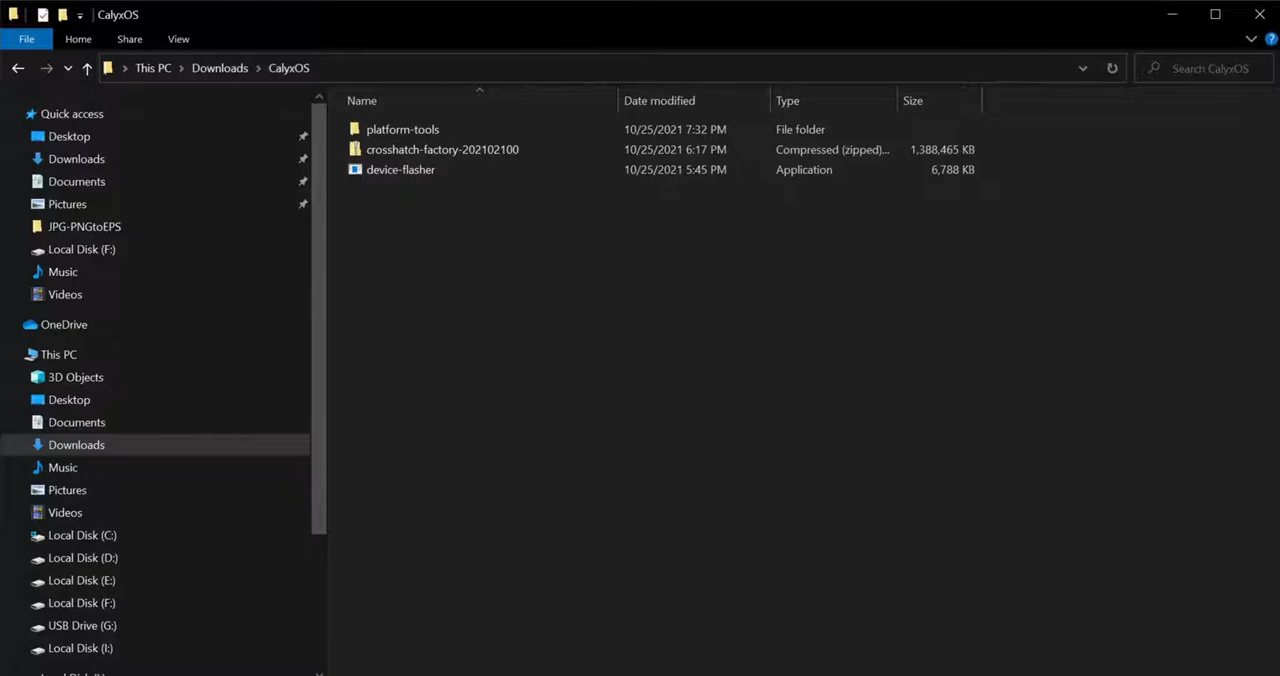 CalyxOS
File Home Share View
This PC Downloads CalyxOS
Search CalyxOS
Name Date modified Type Size
platform-tools 10/25/2021 7:32 PM File folder
crosshatch-factory-202102100 10/25/2021 6:17 PM Compressed (zipped)... 1,388,465 KB
device-flasher 10/25/2021 5:45 PM Application 6,788 KB
Quick access
Desktop
Downloads
Documents
Pictures
JPG-PNGtoEPS
Local Disk (F:)
Music
Videos
OneDrive
This PC
3D Objects
Desktop
Documents
Downloads
Music
Pictures
Videos
Local Disk (C:)
Local Disk (D:)
Local Disk (E:)
Local Disk (F:)
USB Drive (G:)
Local Disk (I:)